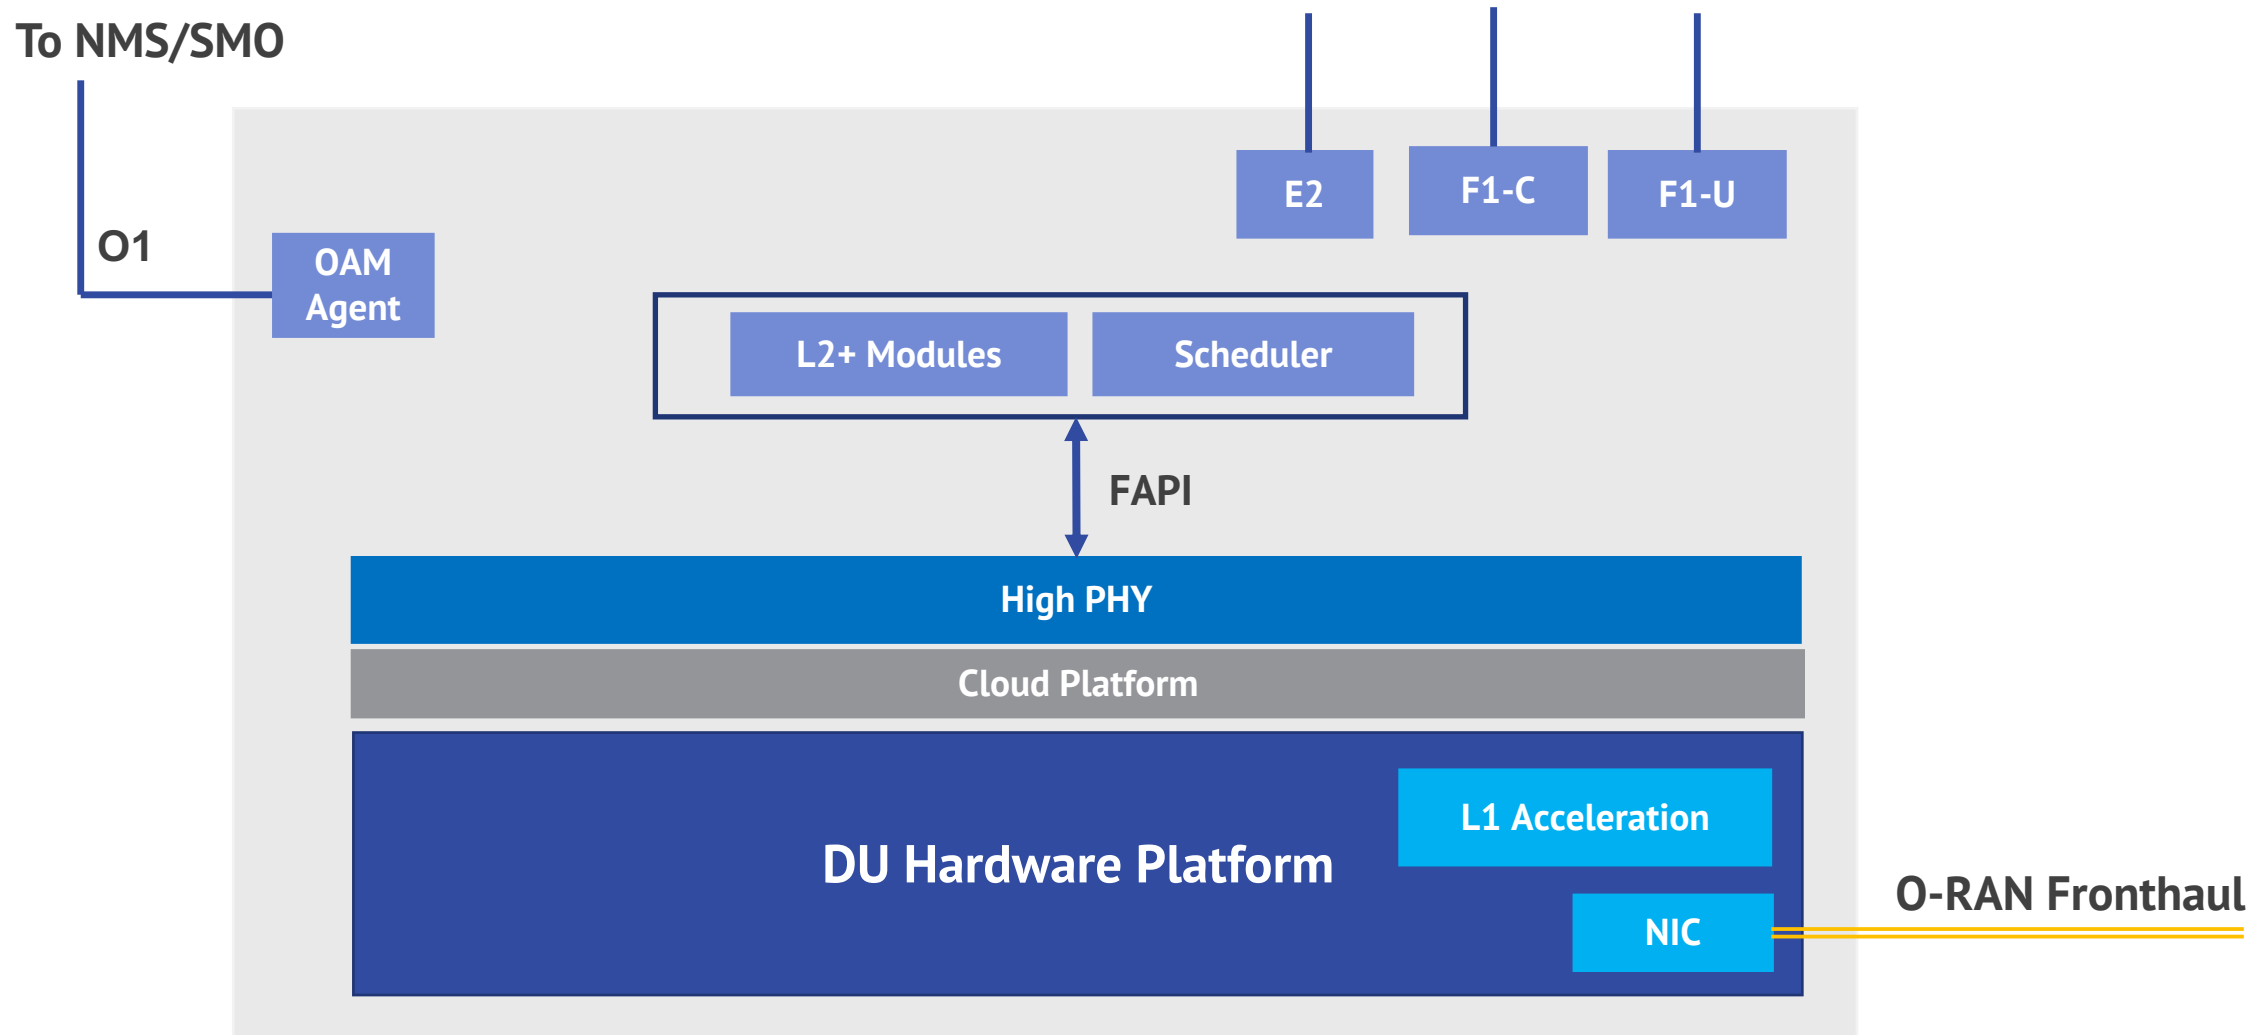 To NMS/SMO
E2
F1-C
F1-U
O1
OAM
Agent
L2+ Modules
Scheduler
FAPI
High PHY
Cloud Platform
L1 Acceleration
DU Hardware Platform
O-RAN Fronthaul
NIC